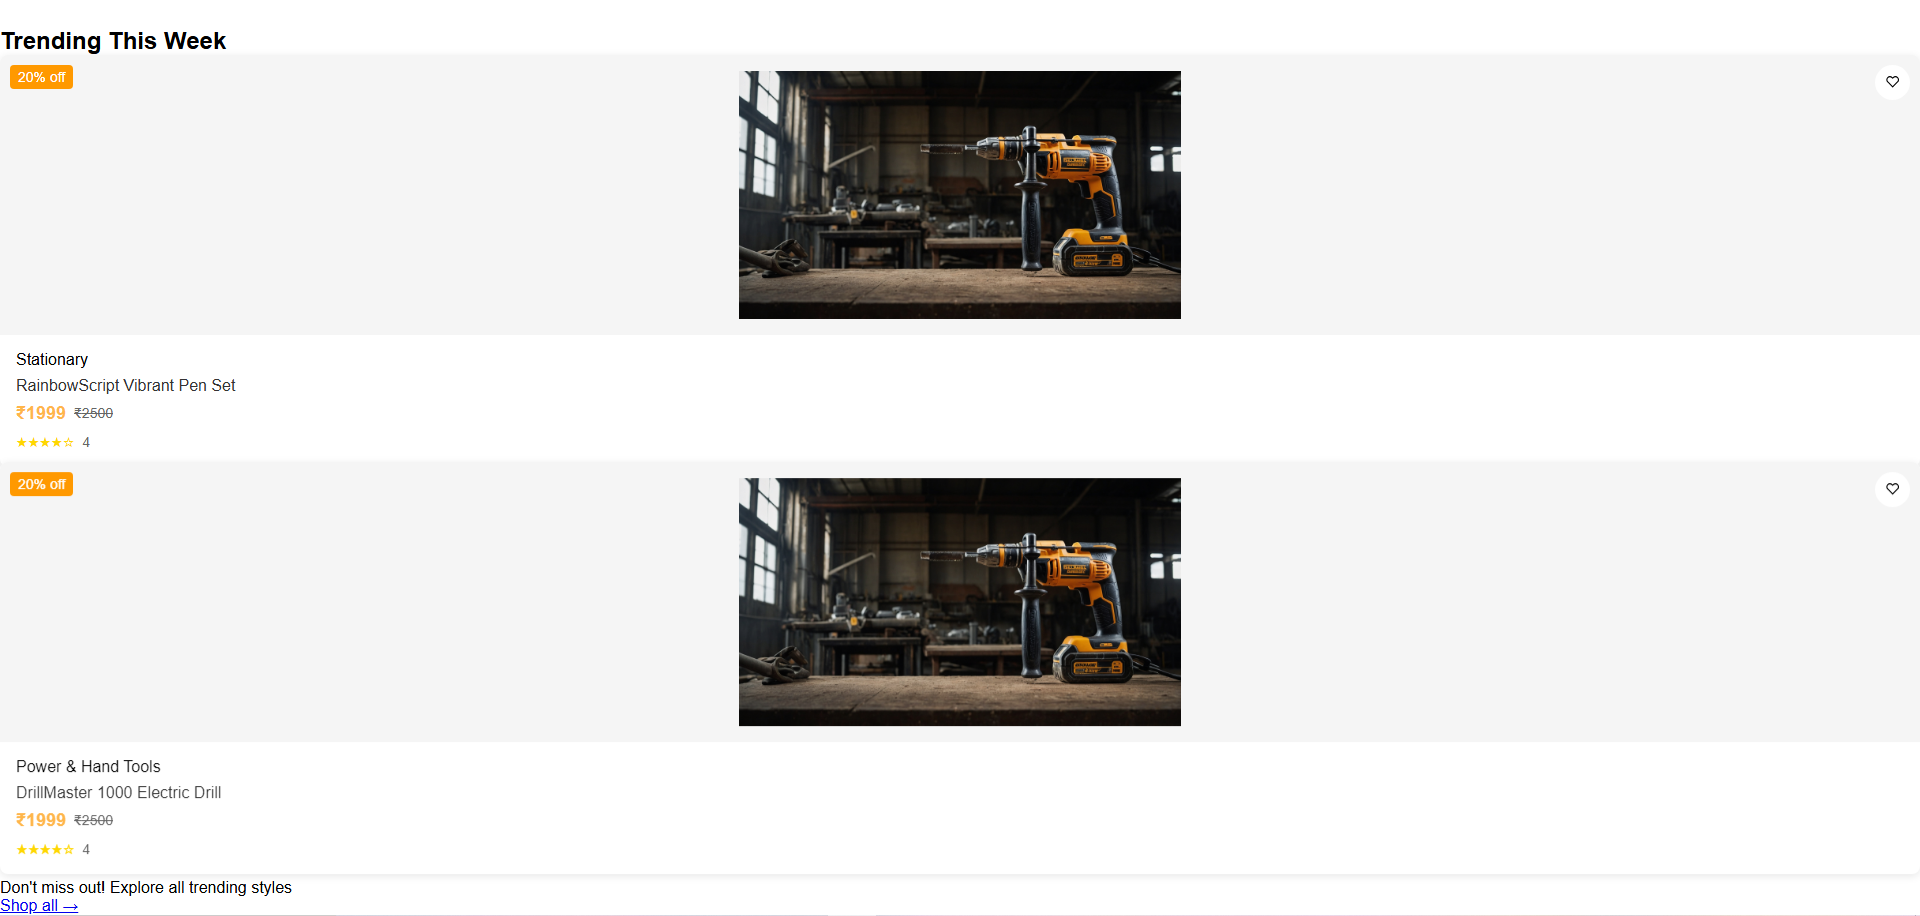 Trending This Week
20% off
Stationary
RainbowScript Vibrant Pen Set
₹1999 ₹2500
★★★★☆ 4
20% off
Power & Hand Tools
DrillMaster 1000 Electric Drill
₹1999 ₹2500
★★★★☆ 4
Don't miss out! Explore all trending styles
Shop all →